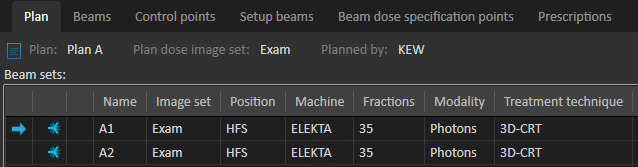 Plan Beams Control points Setup beams Beam dose specification points Prescriptions
Plan: Plan A Plan dose image set: Exam Planned by: KEW
Beam sets:
Name Image set Position Machine Fractions Modality Treatment technique
A1 Exam HFS ELEKTA 35 Photons 3D-CRT
A2 Exam HFS ELEKTA 35 Photons 3D-CRT